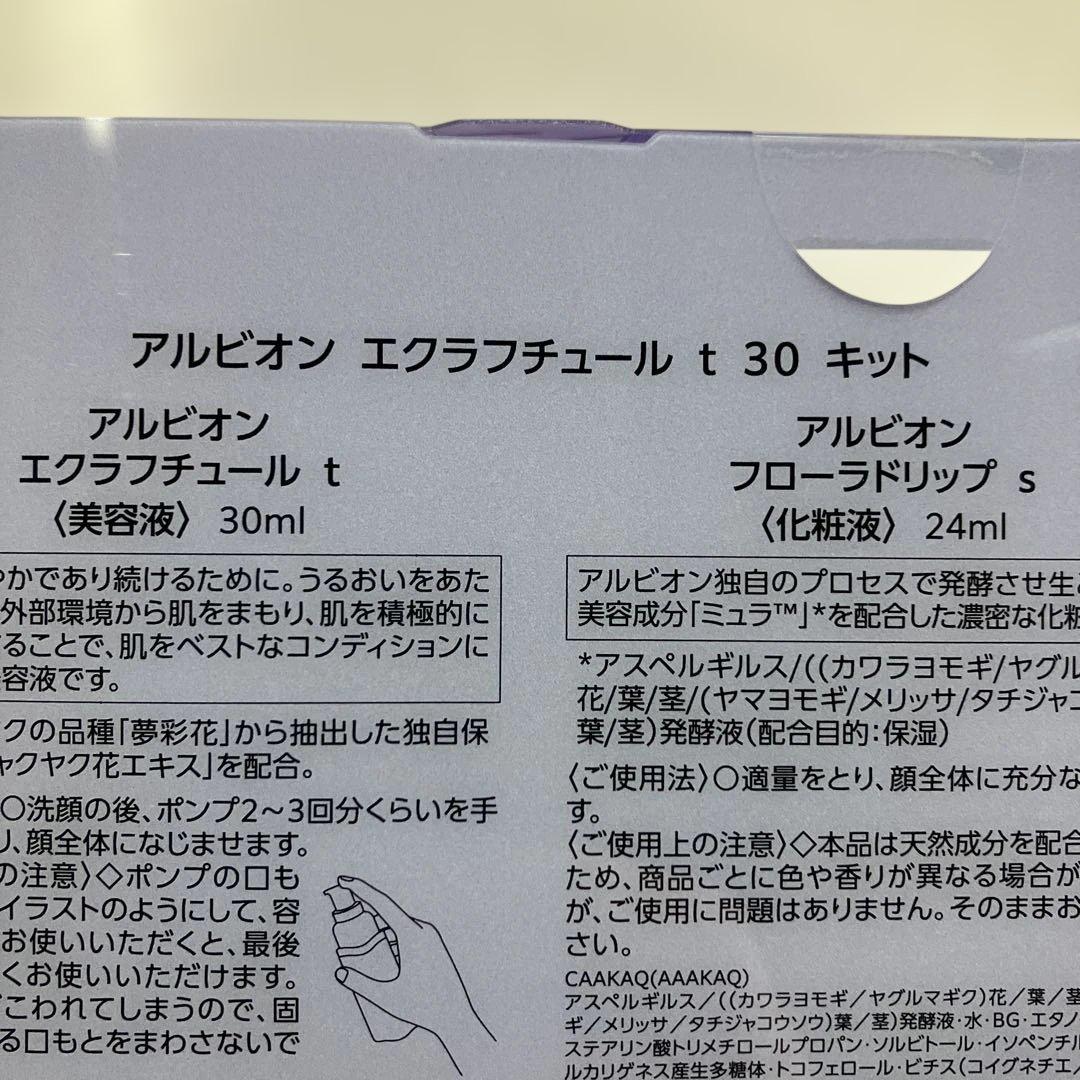 アルビオン エクラフチュール t 30 キット
アルビオン
エクラフチュール t
〈美容液〉 30ml
やかであり続けるために。うるおいをあた
外部環境から肌をまもり、肌を積極的に
ることで、肌をベストなコンディションに
容液です。
クの品種「夢彩花」から抽出した独自保
ャクヤク花エキス」を配合。
○洗顔の後、ポンプ2〜3回分くらいを手
り、顔全体になじませます。
の注意〉◇ポンプの口も
イラストのようにして、容
お使いいただくと、最後
くお使いいただけます。
こわれてしまうので、固
る口もとをまわさないで
アルビオン
フローラドリップ s
〈化粧液〉 24ml
アルビオン独自のプロセスで発酵させ生
美容成分「ミュラ™」*を配合した濃密な化粧
*アスペルギルス/((カワラヨモギ/ヤグル
花/葉/茎/(ヤマヨモギ/メリッサ/タチジャコ
葉/茎)発酵液(配合目的:保湿)
〈ご使用法〉○適量をとり、顔全体に充分な
す。
〈ご使用上の注意〉◇本品は天然成分を配合
ため、商品ごとに色や香りが異なる場合が
が、ご使用に問題はありません。そのままお
さい。
CAAKAQ(AAAKAQ)
アスペルギルス/((カワラヨモギ/ヤグルマギク)花/葉/茎
ギ/メリッサ/タチジャコウソウ)葉/茎)発酵液・水・BG・エタノ
ステアリン酸トリメチロールプロパン・ソルビトール・イソペンチル
ルカリゲネス産生多糖体・トコフェロール・ビチス(コイグネチエ/